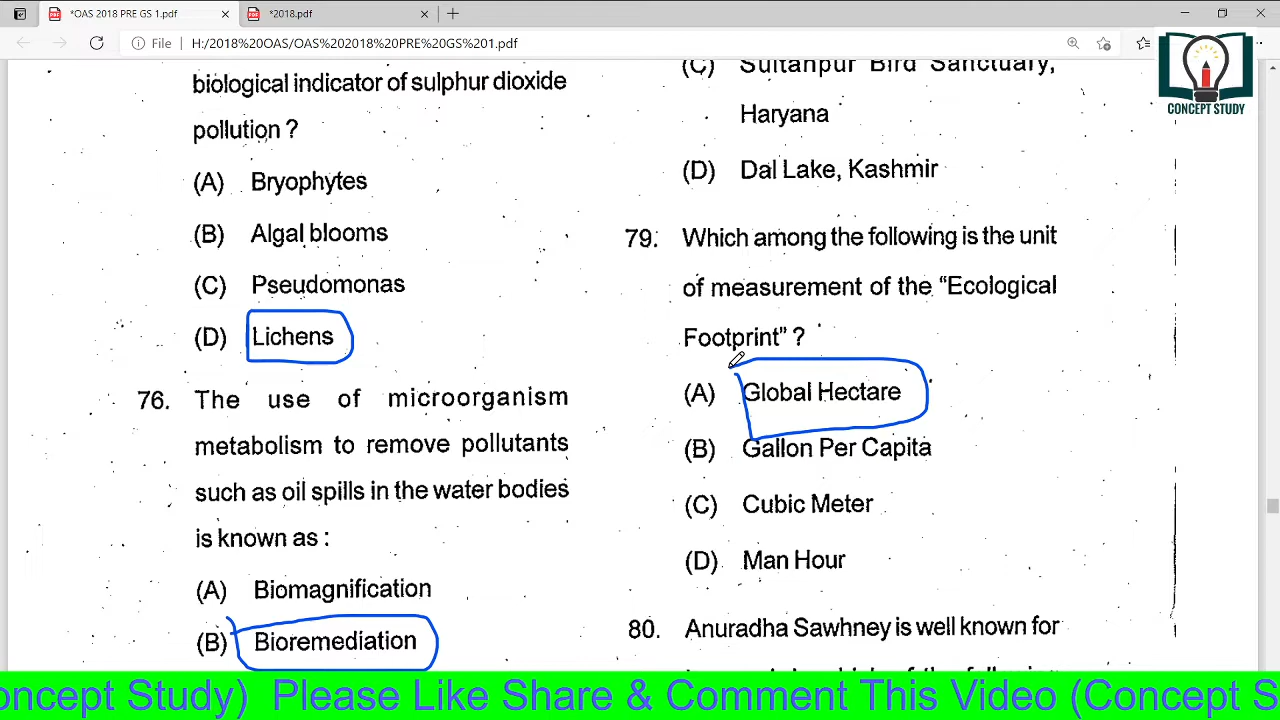 *OAS 2018 PRE GS 1.pdf
*2018.pdf
File
H:/2018%20OAS/OAS%202018%20PRE%20GS%201.pdf
CONCEPT STUDY
biological indicator of sulphur dioxide
pollution ?
(A) Bryophytes
(B) Algal blooms
(C) Pseudomonas
(D) Lichens
76. The use of microorganism
metabolism to remove pollutants
such as oil spills in the water bodies
is known as :
(A) Biomagnification
(B) Bioremediation
(C) Sultanpur Bird Sanctuary,
Haryana
(D) Dal Lake, Kashmir
79. Which among the following is the unit
of measurement of the “Ecological
Footprint” ?
(A) Global Hectare
(B) Gallon Per Capita
(C) Cubic Meter
(D) Man Hour
80. Anuradha Sawhney is well known for
oncept Study) Please Like Share & Comment This Video (Concept S